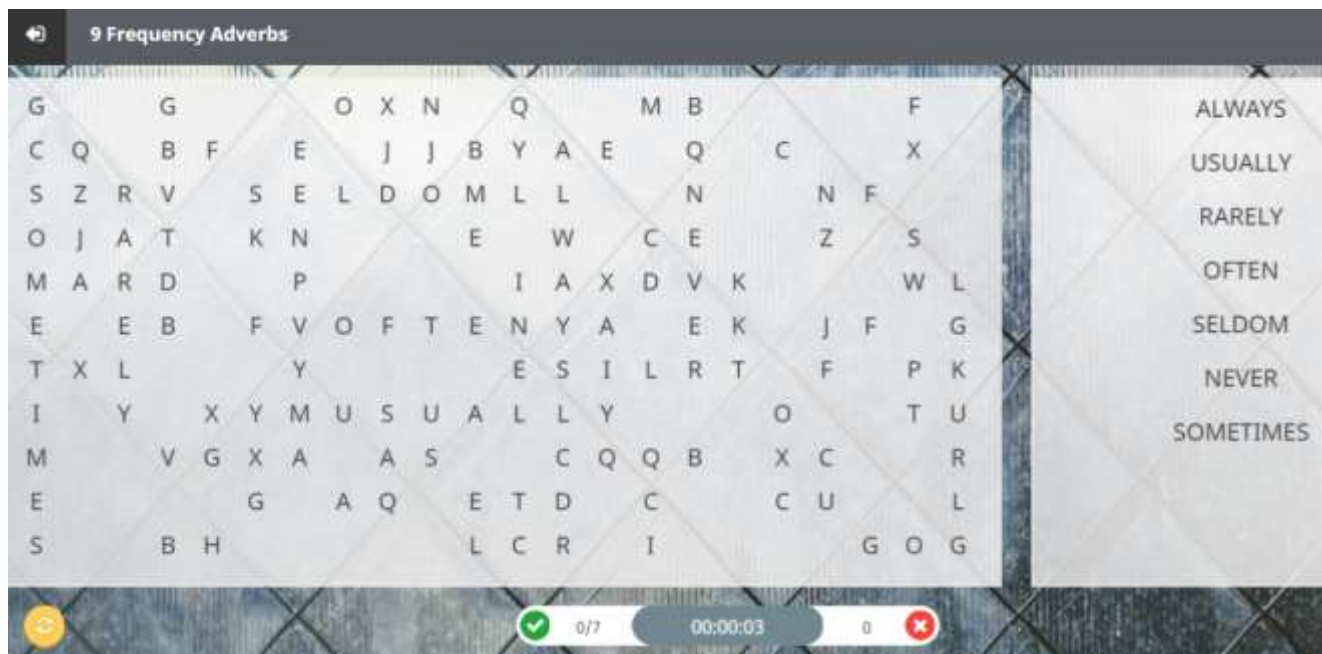 9 Frequency Adverbs
G G O X N Q M B F
C Q B F E J J B Y A E Q C X
S Z R V S E L D O M L L N N F
O J A T K N E W C E Z S
M A R D P I A X D V K W L
E E B F V O F T E N Y A E K J F G
T X L Y E S I L R T F P K
I Y X Y M U S U A L L Y O T U
M V G X A A S C Q Q B X C R
E G A Q E T D C C U L
S B H L C R I G O G
ALWAYS
USUALLY
RARELY
OFTEN
SELDOM
NEVER
SOMETIMES
0/7 00:00:03 0